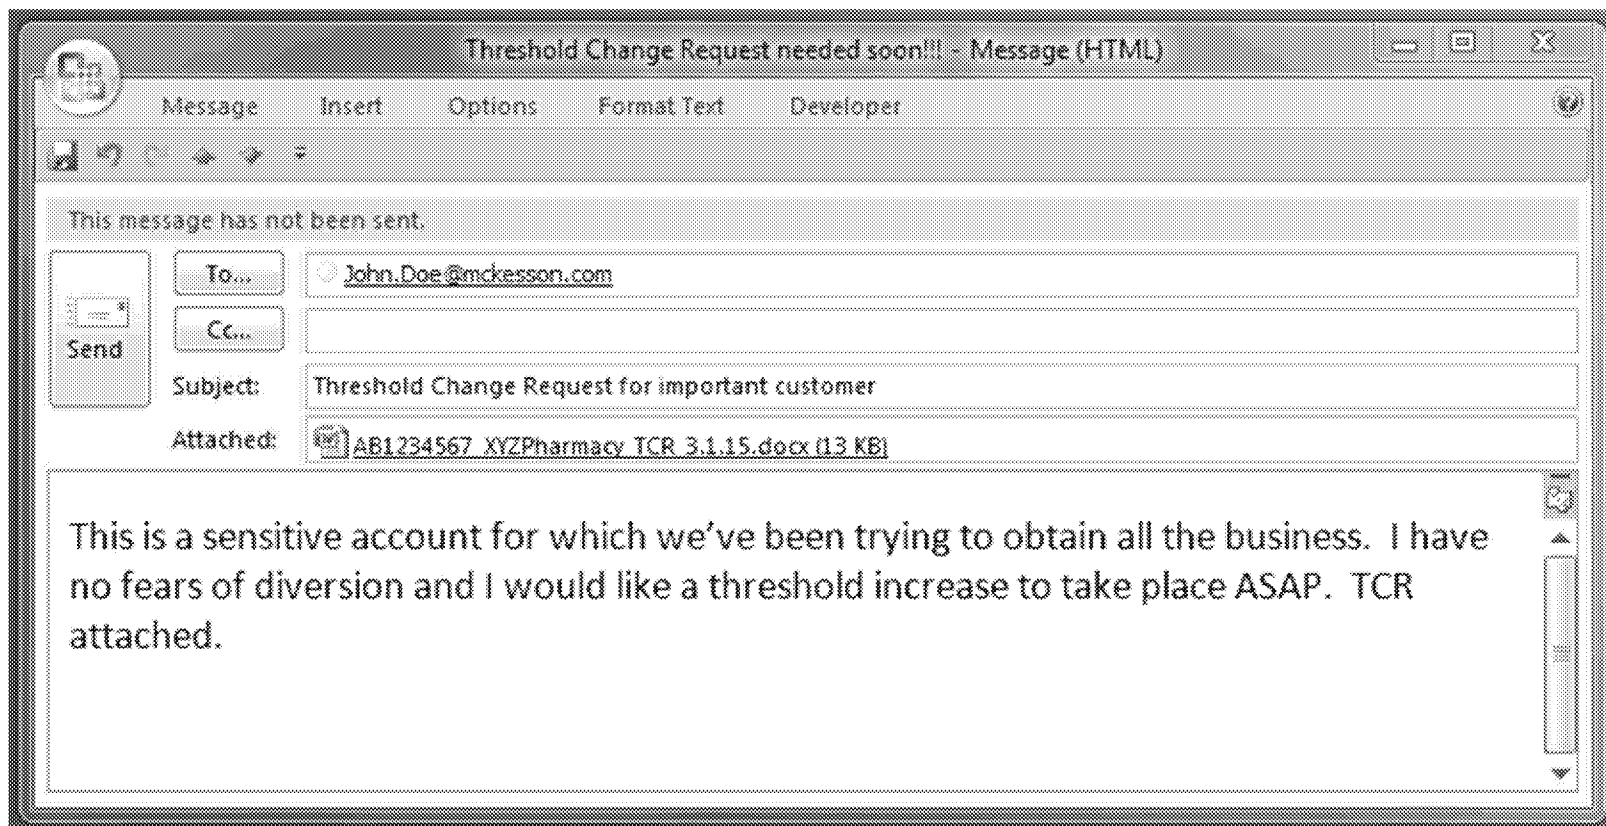 Threshold Change Request needed soon!!! - Message (HTML)
Message Insert Options Format Text Developer
This message has not been sent.
To... John.Doe@mckesson.com
Cc...
Send
Subject: Threshold Change Request for important customer
Attached: AB1234567_XYZPharmacy_TCR_3.1.15.docx (13 KB)
This is a sensitive account for which we've been trying to obtain all the business. I have
no fears of diversion and I would like a threshold increase to take place ASAP. TCR
attached.